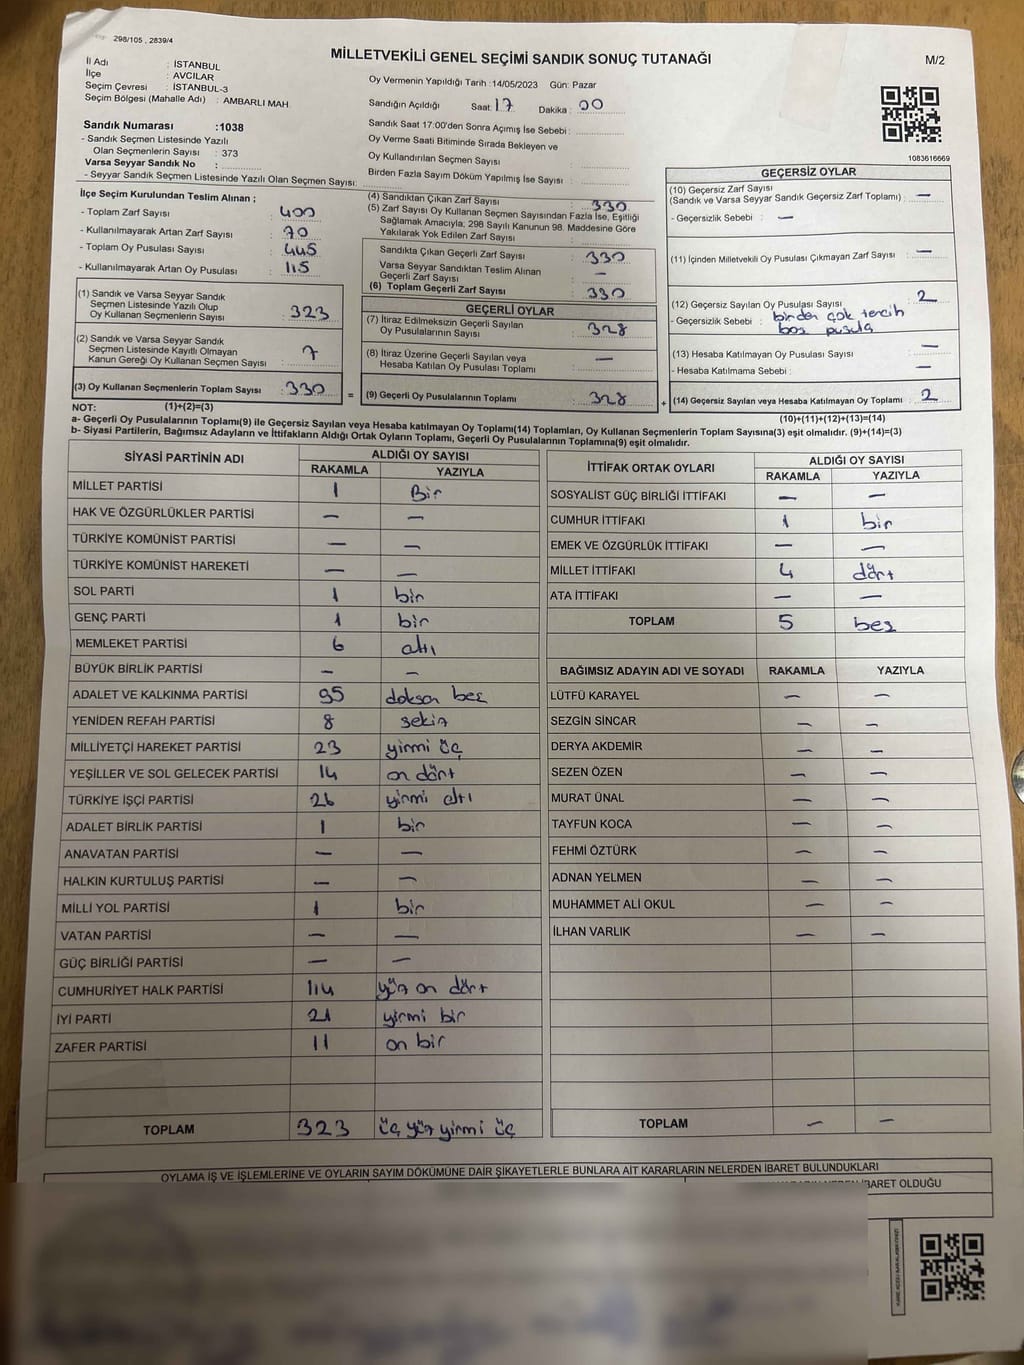 298/105 , 2839/4
MİLLETVEKİLİ GENEL SEÇİMİ SANDIK SONUÇ TUTANAĞI
M/2
İl Adı : İSTANBUL
İlçe : AVCILAR
Seçim Çevresi : İSTANBUL-3
Seçim Bölgesi (Mahalle Adı) : AMBARLI MAH.
Sandık Numarası :1038
- Sandık Seçmen Listesinde Yazılı
Olan Seçmenlerin Sayısı : 373
Varsa Seyyar Sandık No :
- Seyyar Sandık Seçmen Listesinde Yazılı Olan Seçmen Sayısı:
Oy Vermenin Yapıldığı Tarih :14/05/2023 Gün: Pazar
Sandığın Açıldığı Saat: 17 Dakika : 00
Sandık Saat 17:00'den Sonra Açımış İse Sebebi :
Oy Verme Saati Bitiminde Sırada Bekleyen ve
Oy Kullandırılan Seçmen Sayısı :
Birden Fazla Sayım Döküm Yapılmış İse Sayısı :
1083616669
İlçe Seçim Kurulundan Teslim Alınan ;
- Toplam Zarf Sayısı : 400
- Kullanılmayarak Artan Zarf Sayısı : 70
- Toplam Oy Pusulası Sayısı : 445
- Kullanılmayarak Artan Oy Pusulası : 115
(1) Sandık ve Varsa Seyyar Sandık
Seçmen Listesinde Yazılı Olup
Oy Kullanan Seçmenlerin Sayısı : 323
(2) Sandık ve Varsa Seyyar Sandık
Seçmen Listesinde Kayıtlı Olmayan
Kanun Gereği Oy Kullanan Seçmen Sayısı : 7
(3) Oy Kullanan Seçmenlerin Toplam Sayısı : 330 =
(4) Sandıktan Çıkan Zarf Sayısı : 330
(5) Zarf Sayısı Oy Kullanan Seçmen Sayısından Fazla İse, Eşitliği
Sağlamak Amacıyla, 298 Sayılı Kanunun 98. Maddesine Göre
Yakılarak Yok Edilen Zarf Sayısı :
Sandıkta Çıkan Geçerli Zarf Sayısı : 330
Varsa Seyyar Sandıktan Teslim Alınan
Geçerli Zarf Sayısı : —
(6) Toplam Geçerli Zarf Sayısı : 330
GEÇERLİ OYLAR
(7) İtiraz Edilmeksizin Geçerli Sayılan
Oy Pusulalarının Sayısı : 328
(8) İtiraz Üzerine Geçerli Sayılan veya
Hesaba Katılan Oy Pusulası Toplamı : —
(9) Geçerli Oy Pusulalarının Toplamı : 328 +
GEÇERSİZ OYLAR
(10) Geçersiz Zarf Sayısı
(Sandık ve Varsa Seyyar Sandık Geçersiz Zarf Toplamı) : —
- Geçersizlik Sebebi : —
(11) İçinden Milletvekili Oy Pusulası Çıkmayan Zarf Sayısı : —
(12) Geçersiz Sayılan Oy Pusulası Sayısı : 2
- Geçersizlik Sebebi : birden çok tercih
boş pusula
(13) Hesaba Katılmayan Oy Pusulası Sayısı : —
- Hesaba Katılmama Sebebi : —
(14) Geçersiz Sayılan veya Hesaba Katılmayan Oy Toplamı : 2
NOT: (1)+(2)=(3)
(10)+(11)+(12)+(13)=(14)
a- Geçerli Oy Pusulalarının Toplamı(9) ile Geçersiz Sayılan veya Hesaba katılmayan Oy Toplamı(14) Toplamları, Oy Kullanan Seçmenlerin Toplam Sayısına(3) eşit olmalıdır. (9)+(14)=(3)
b- Siyasi Partilerin, Bağımsız Adayların ve İttifakların Aldığı Ortak Oyların Toplamı, Geçerli Oy Pusulalarının Toplamına(9) eşit olmalıdır.
SİYASİ PARTİNİN ADI ALDIĞI OY SAYISI
RAKAMLA YAZIYLA
MİLLET PARTİSİ 1 Bir
HAK VE ÖZGÜRLÜKLER PARTİSİ — —
TÜRKİYE KOMÜNİST PARTİSİ — —
TÜRKİYE KOMÜNİST HAREKETİ — —
SOL PARTİ 1 bir
GENÇ PARTİ 1 bir
MEMLEKET PARTİSİ 6 altı
BÜYÜK BİRLİK PARTİSİ — —
ADALET VE KALKINMA PARTİSİ 95 doksan beş
YENİDEN REFAH PARTİSİ 8 sekiz
MİLLİYETÇİ HAREKET PARTİSİ 23 yirmi üç
YEŞİLLER VE SOL GELECEK PARTİSİ 14 on dört
TÜRKİYE İŞÇİ PARTİSİ 26 yirmi altı
ADALET BİRLİK PARTİSİ 1 bir
ANAVATAN PARTİSİ — —
HALKIN KURTULUŞ PARTİSİ — —
MİLLİ YOL PARTİSİ 1 bir
VATAN PARTİSİ — —
GÜÇ BİRLİĞİ PARTİSİ — —
CUMHURİYET HALK PARTİSİ 114 yüz on dört
İYİ PARTİ 21 yirmi bir
ZAFER PARTİSİ 11 on bir
TOPLAM 323 üç yüz yirmi üç
İTTİFAK ORTAK OYLARI ALDIĞI OY SAYISI
RAKAMLA YAZIYLA
SOSYALİST GÜÇ BİRLİĞİ İTTİFAKI — —
CUMHUR İTTİFAKI 1 bir
EMEK VE ÖZGÜRLÜK İTTİFAKI — —
MİLLET İTTİFAKI 4 dört
ATA İTTİFAKI — —
TOPLAM 5 beş
BAĞIMSIZ ADAYIN ADI VE SOYADI RAKAMLA YAZIYLA
LÜTFÜ KARAYEL — —
SEZGİN SİNCAR — —
DERYA AKDEMİR — —
SEZEN ÖZEN — —
MURAT ÜNAL — —
TAYFUN KOCA — —
FEHMİ ÖZTÜRK — —
ADNAN YELMEN — —
MUHAMMET ALİ OKUL — —
İLHAN VARLIK — —
TOPLAM — —
OYLAMA İŞ VE İŞLEMLERİNE VE OYLARIN SAYIM DÖKÜMÜNE DAİR ŞİKAYETLERLE BUNLARA AİT KARARLARIN NELERDEN İBARET BULUNDUKLARI
İBARET OLDUĞU